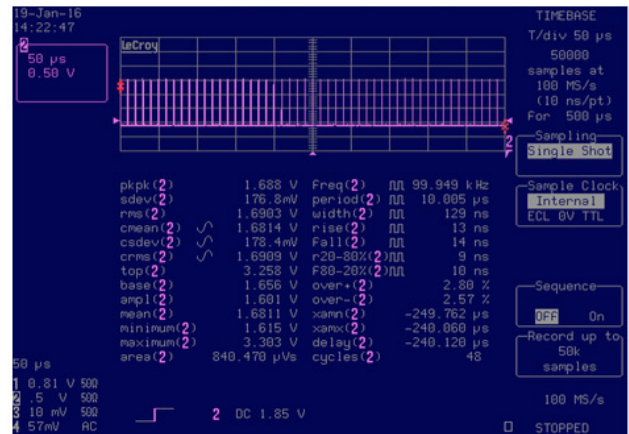 19-Jan-16
14:22:47
2
50 µs
0.50 V
LeCroy
2
TIMEBASE
T/div 50 µs
50000
samples at
100 MS/s
(10 ns/pt)
For 500 µs
Sampling
Single Shot
Sample Clock
Internal
ECL 0V TTL
Sequence
OFF On
Record up to
50k
samples
100 MS/s
pkpk(2) 1.688 V Freq(2) 99.949 kHz
sdev(2) 176.8mV period(2) 10.005 µs
rms(2) 1.6903 V width(2) 129 ns
cmean(2) 1.6814 V rise(2) 13 ns
csdev(2) 178.4mV Fall(2) 14 ns
crms(2) 1.6909 V r20-80%(2) 9 ns
top(2) 3.258 V F80-20%(2) 10 ns
base(2) 1.656 V over+(2) 2.80 %
ampl(2) 1.601 V over-(2) 2.57 %
mean(2) 1.6811 V xamn(2) -249.762 µs
minimum(2) 1.615 V xamx(2) -240.060 µs
maximum(2) 3.303 V delay(2) -240.120 µs
area(2) 840.470 µVs cycles(2) 48
50 µs
1 0.81 V 50Ω
2 .5 V 50Ω
3 10 mV 50Ω
4 57mV AC
2 DC 1.85 V
STOPPED